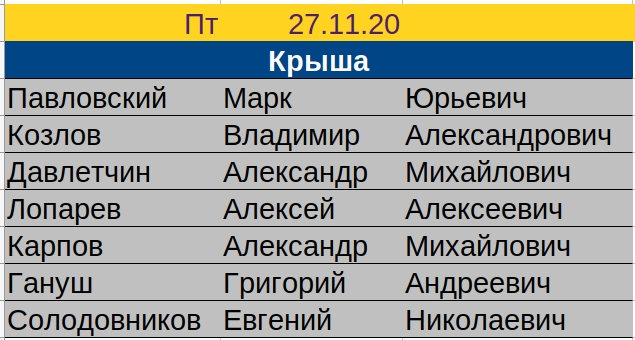 Пт 27.11.20
Крыша
Павловский Марк Юрьевич
Козлов Владимир Александрович
Давлетчин Александр Михайлович
Лопарев Алексей Алексеевич
Карпов Александр Михайлович
Гануш Григорий Андреевич
Солодовников Евгений Николаевич